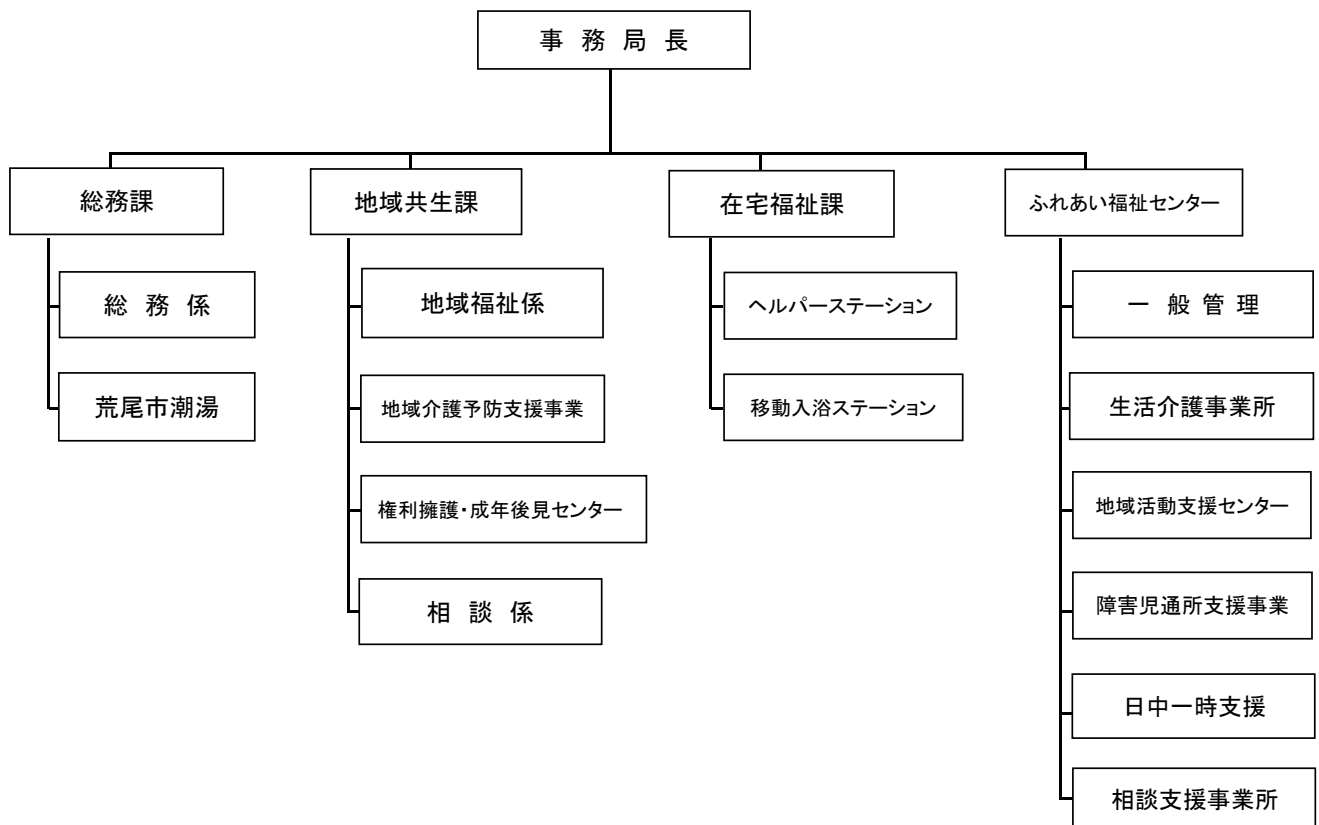 事務局長
総務課
地域共生課
在宅福祉課
ふれあい福祉センター
総務係
荒尾市潮湯
地域福祉係
地域介護予防支援事業
権利擁護・成年後見センター
相談係
ヘルパーステーション
移動入浴ステーション
一般管理
生活介護事業所
地域活動支援センター
障害児通所支援事業
日中一時支援
相談支援事業所